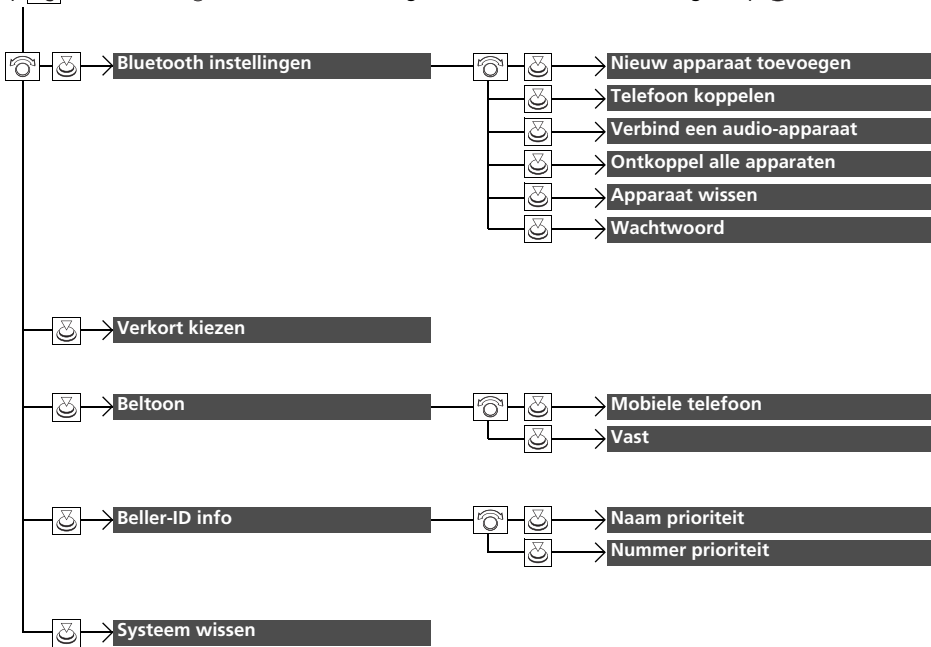 Bluetooth instellingen
Nieuw apparaat toevoegen
Telefoon koppelen
Verbind een audio-apparaat
Ontkoppel alle apparaten
Apparaat wissen
Wachtwoord
Verkort kiezen
Beltoon
Mobiele telefoon
Vast
Beller-ID info
Naam prioriteit
Nummer prioriteit
Systeem wissen